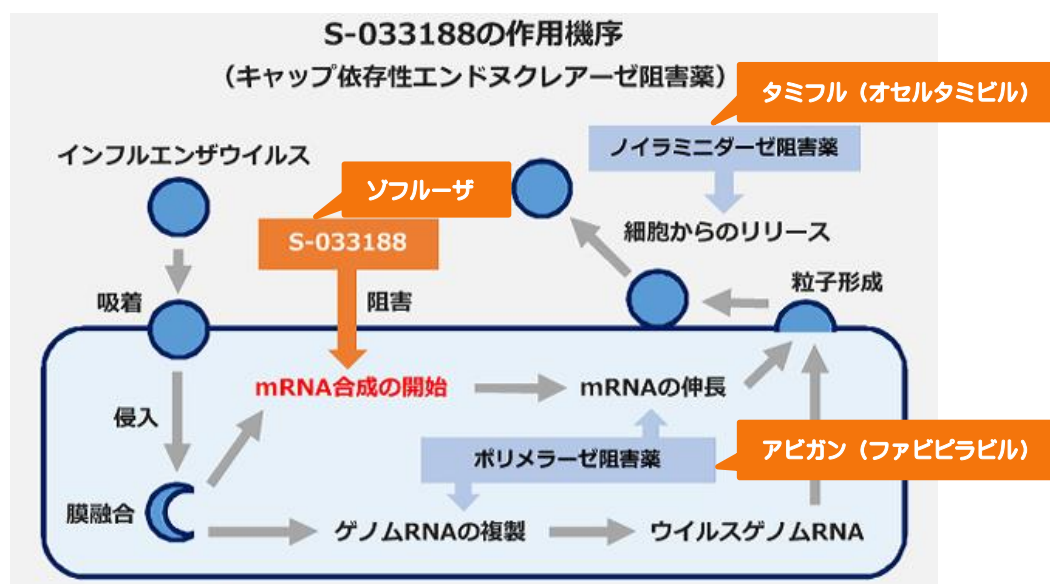 S-033188の作用機序
(キャップ依存性エンドヌクレアーゼ阻害薬)
タミフル（オセルタミビル）
ノイラミニダーゼ阻害薬
インフルエンザウイルス
ゾフルーザ
S-033188
細胞からのリリース
粒子形成
吸着
阻害
mRNA合成の開始
mRNAの伸長
侵入
ポリメラーゼ阻害薬
アビガン（ファビピラビル）
膜融合
ゲノムRNAの複製
ウイルスゲノムRNA